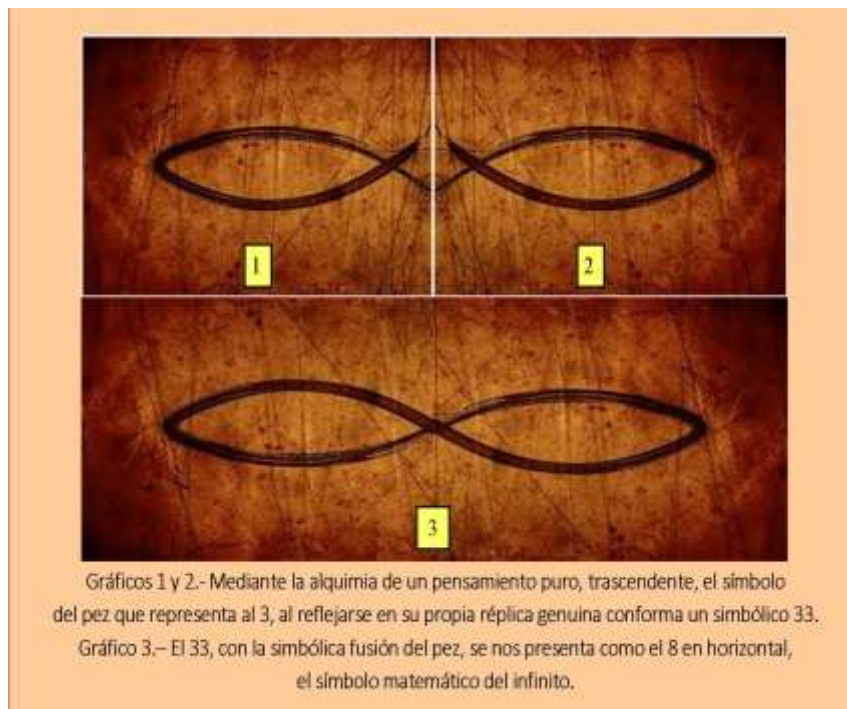 1
2
3
Gráficos 1 y 2.- Mediante la alquimia de un pensamiento puro, trascendente, el símbolo
del pez que representa al 3, al reflejarse en su propia réplica genuina conforma un simbólico 33.
Gráfico 3.– El 33, con la simbólica fusión del pez, se nos presenta como el 8 en horizontal,
el símbolo matemático del infinito.